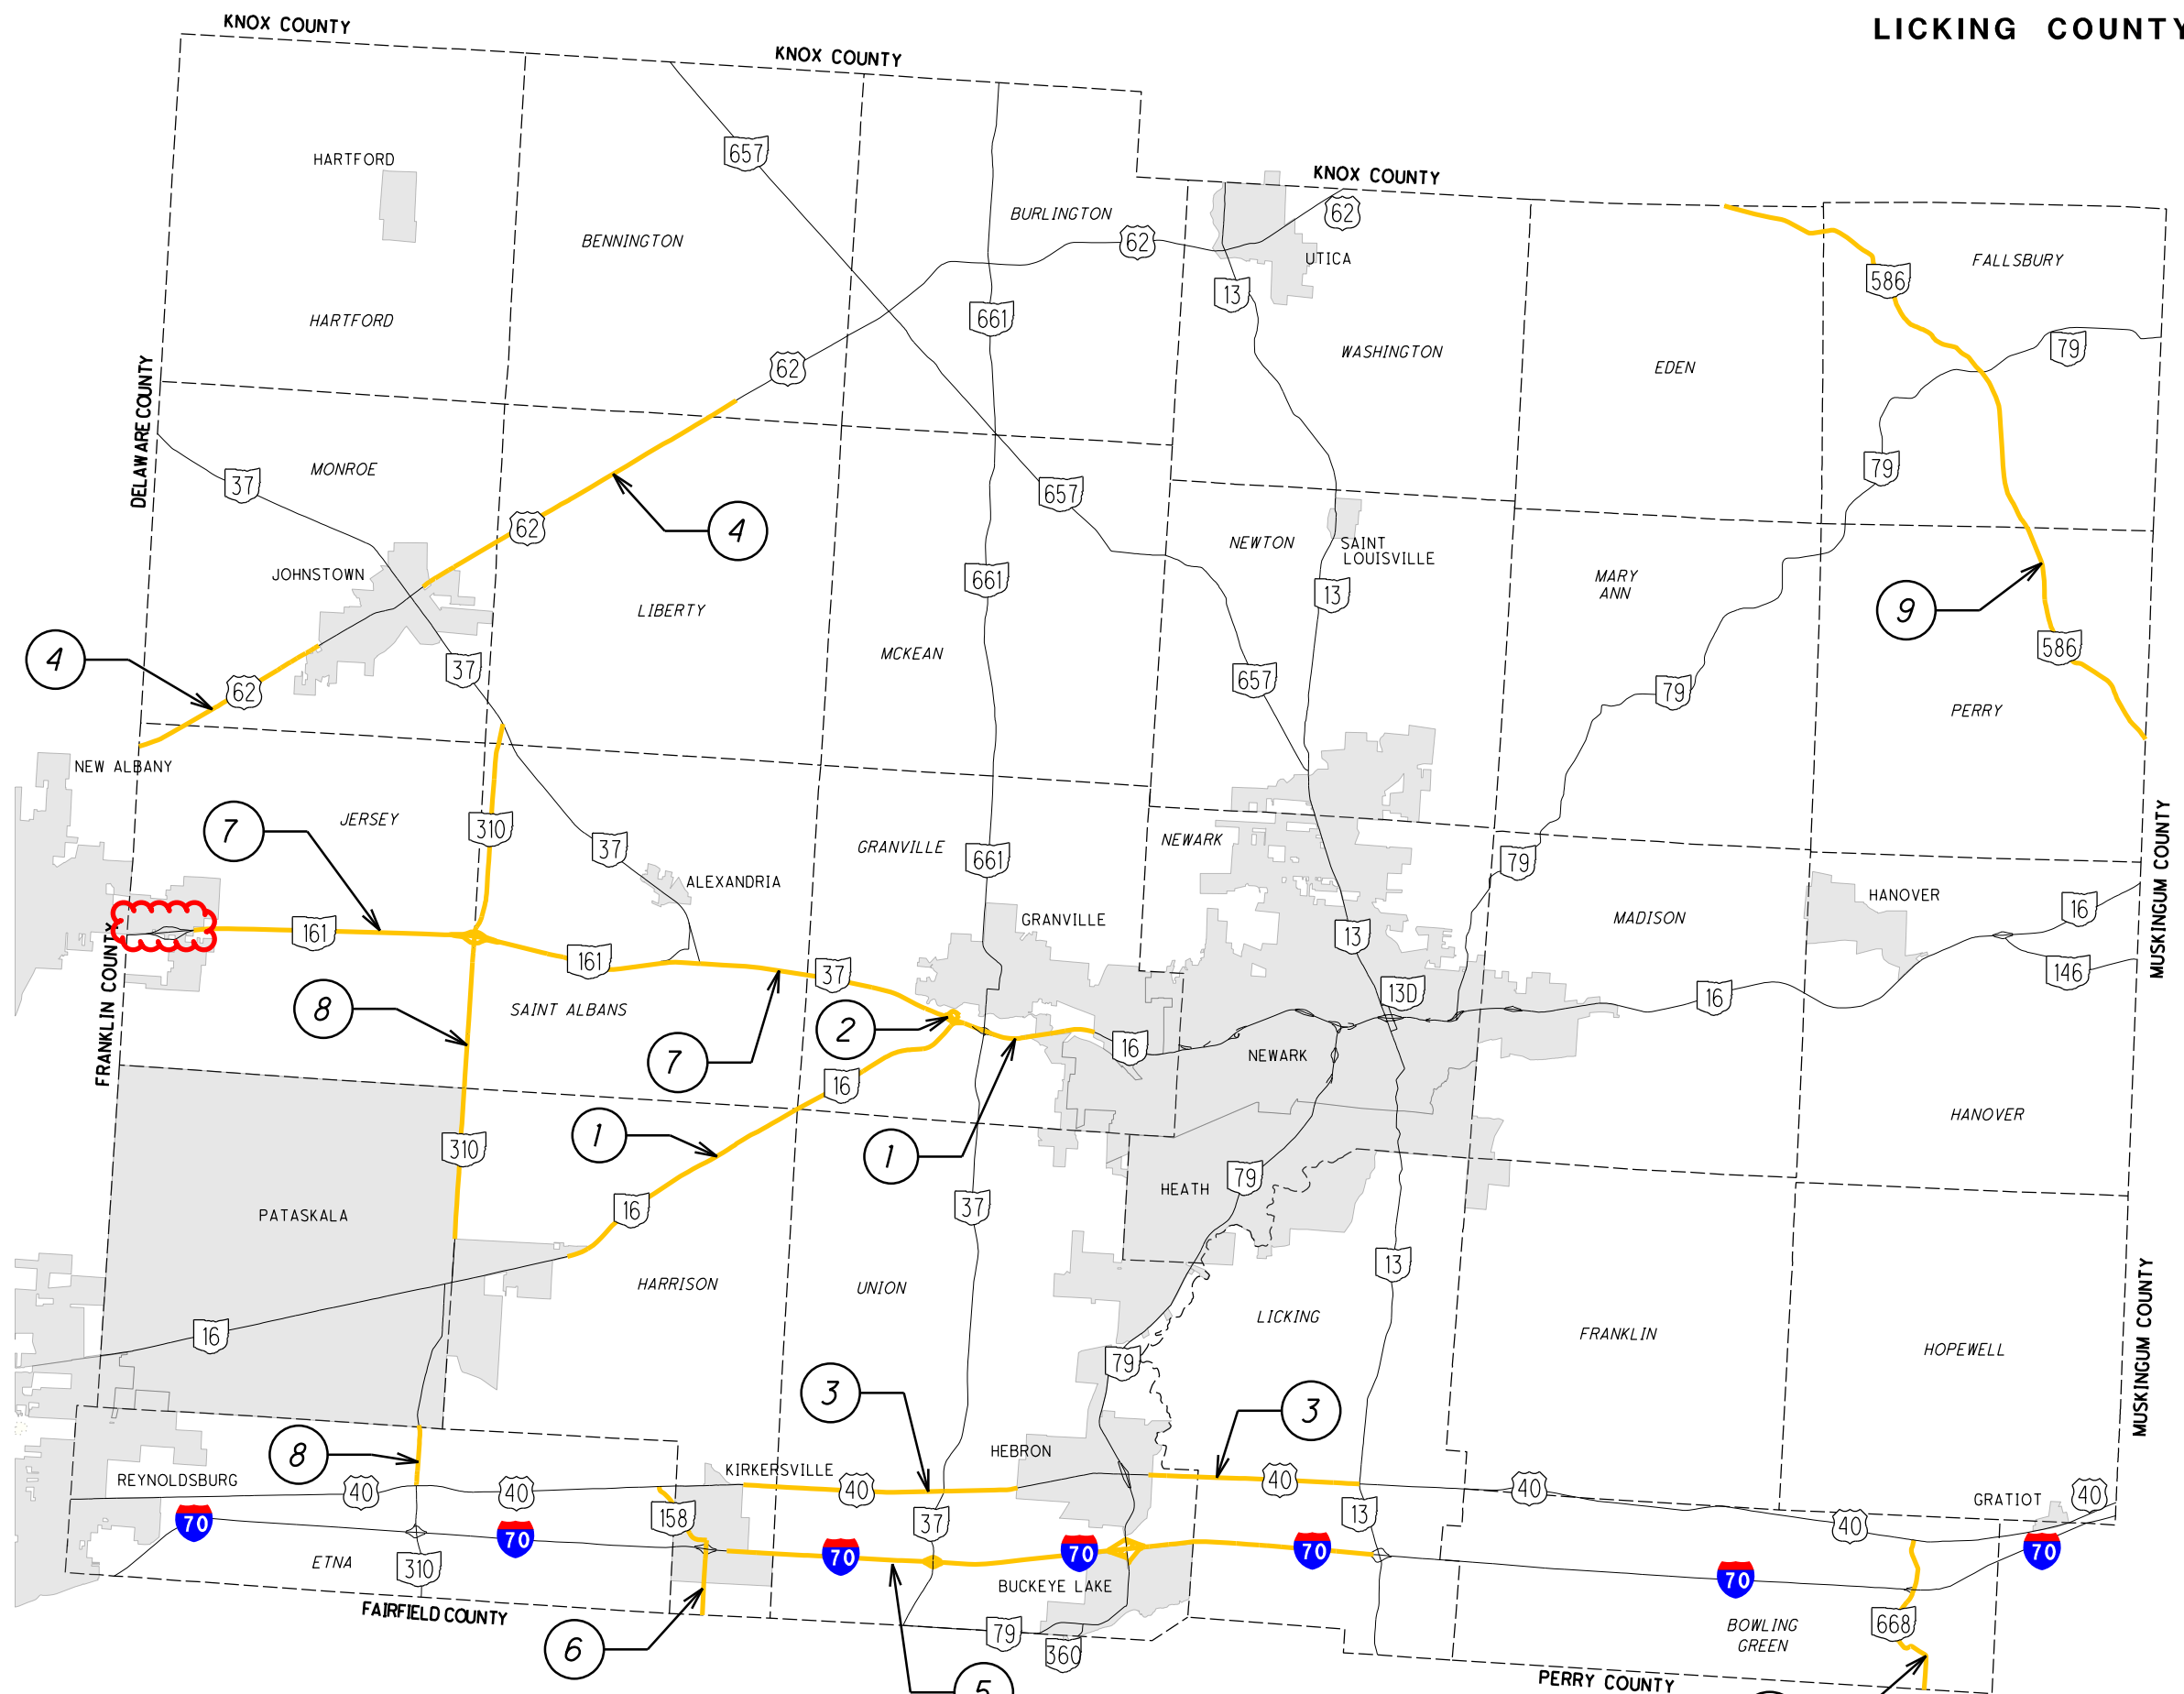 LICKING COUNTY
KNOX COUNTY
KNOX COUNTY
657
HARTFORD
KNOX COUNTY
BURLINGTON
62
62
BENNINGTON
UTICA
FALLSBURY
586
13
HARTFORD
661
79
WASHINGTON
EDEN
62
DELAWARE COUNTY
MONROE
79
37
657
62
4
NEWTON
SAINT
LOUISVILLE
JOHNSTOWN
661
MARY
ANN
13
LIBERTY
9
586
4
MCKEAN
37
657
62
79
PERRY
NEW ALBANY
JERSEY
310
7
NEWARK
GRANVILLE
37
661
79
ALEXANDRIA
HANOVER
16
GRANVILLE
MADISON
161
13
MUSKINGUM COUNTY
161
37
146
13D
16
8
SAINT ALBANS
2
FRANKLIN COUNTY
7
16
NEWARK
16
HANOVER
1
310
1
79
HEATH
37
16
PATASKALA
13
HARRISON
UNION
LICKING
16
FRANKLIN
HOPEWELL
MUSKINGUM COUNTY
79
3
3
8
HEBRON
KIRKERSVILLE
REYNOLDSBURG
40
40
40
40
40
40
GRATIOT
158
37
13
40
70
70
70
70
70
70
70
ETNA
310
BUCKEYE LAKE
FAIRFIELD COUNTY
668
BOWLING
GREEN
79
6
360
PERRY COUNTY
5